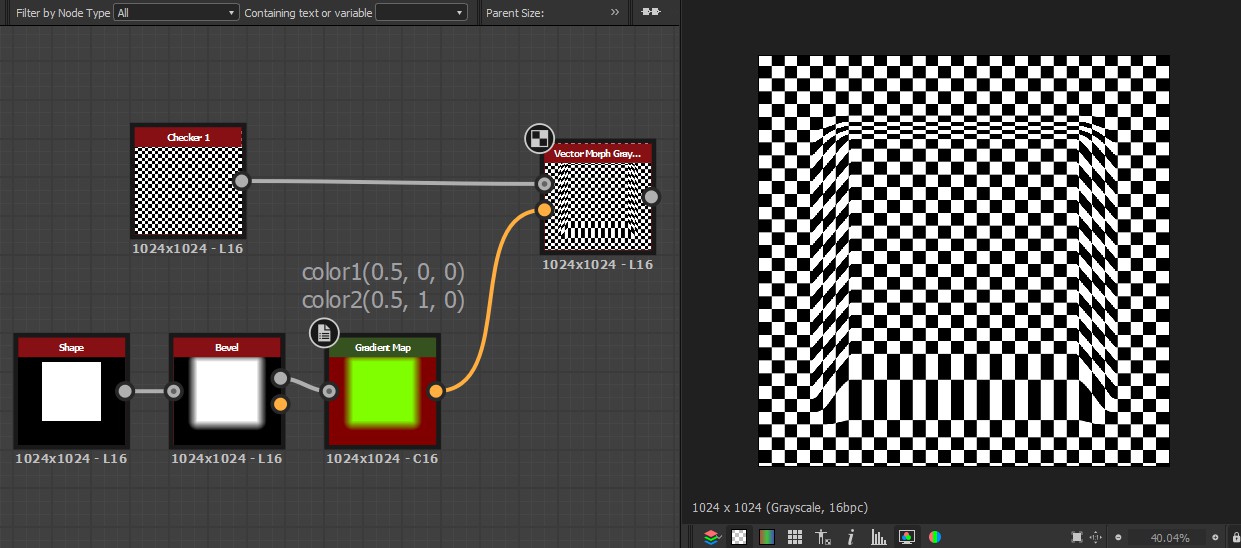 Filter by Node Type All Containing text or variable Parent Size: »
Checker 1
1024x1024 - L16
Vector Morph Gray...
1024x1024 - L16
color1(0.5, 0, 0)
color2(0.5, 1, 0)
Shape
1024x1024 - L16
Bevel
1024x1024 - L16
Gradient Map
1024x1024 - C16
1024 x 1024 (Grayscale, 16bpc)
40.04%